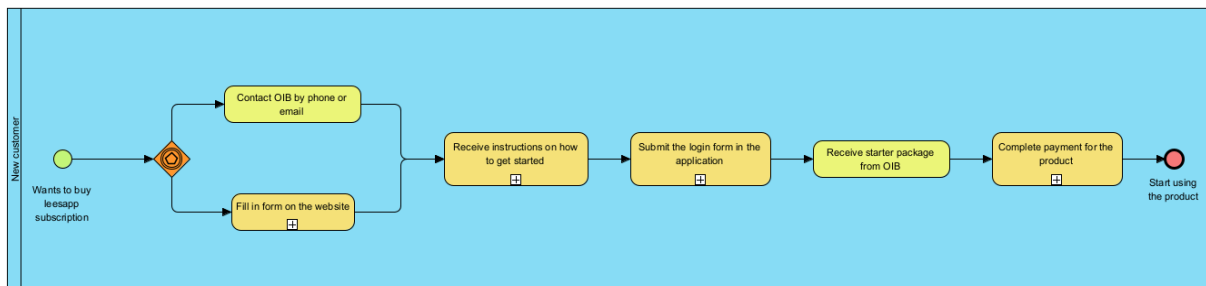 New customer
Wants to buy
leesapp
subscription
Contact OIB by phone or
email
Fill in form on the website
Receive instructions on how
to get started
Submit the login form in the
application
Receive starter package
from OIB
Complete payment for the
product
Start using
the product